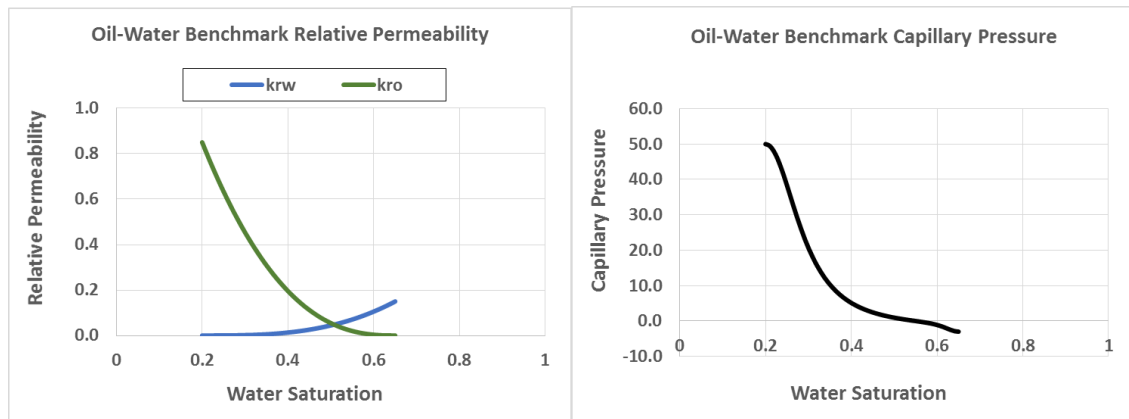 Oil-Water Benchmark Relative Permeability
krw kro
Relative Permeability
1.0
0.8
0.6
0.4
0.2
0.0
0 0.2 0.4 0.6 0.8 1
Water Saturation
Oil-Water Benchmark Capillary Pressure
Capillary Pressure
60.0
50.0
40.0
30.0
20.0
10.0
0.0
-10.0
0 0.2 0.4 0.6 0.8 1
Water Saturation